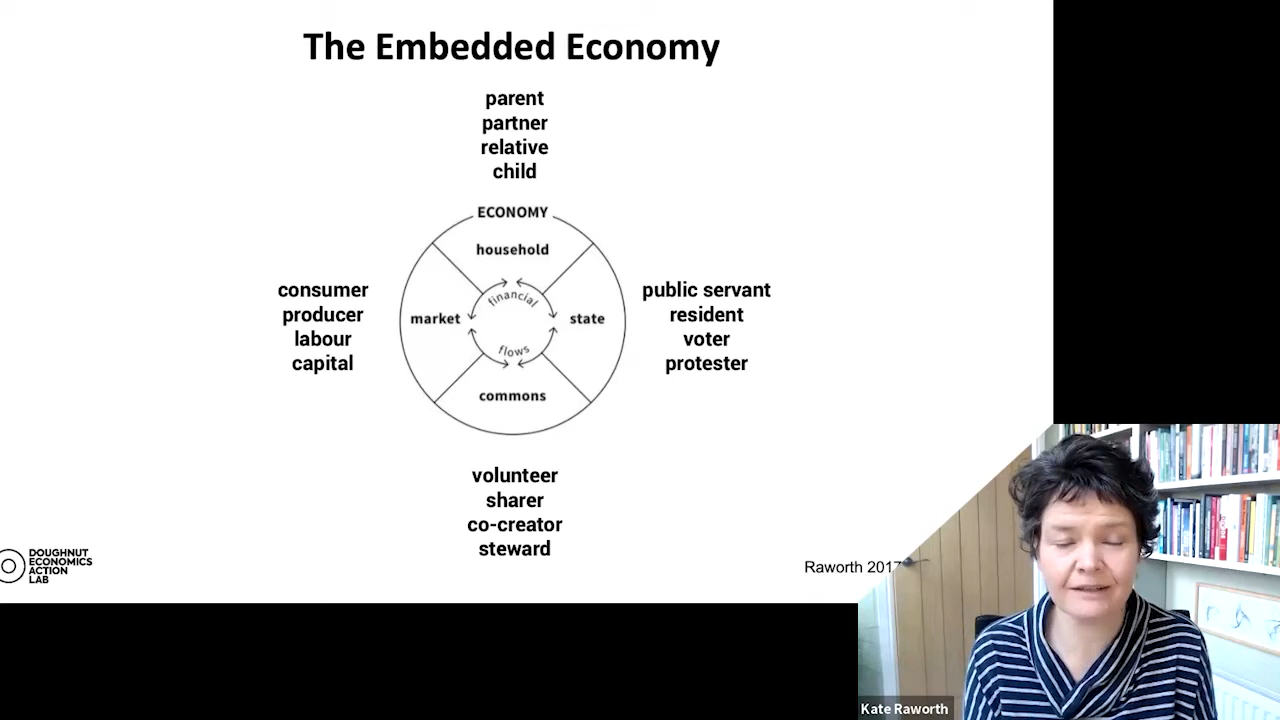 The Embedded Economy
parent
partner
relative
child
ECONOMY
household
financial
market
state
flows
commons
consumer
producer
labour
capital
public servant
resident
voter
protester
volunteer
sharer
co-creator
steward
DOUGHNUT
ECONOMICS
ACTION
LAB
Raworth 2017
Kate Raworth